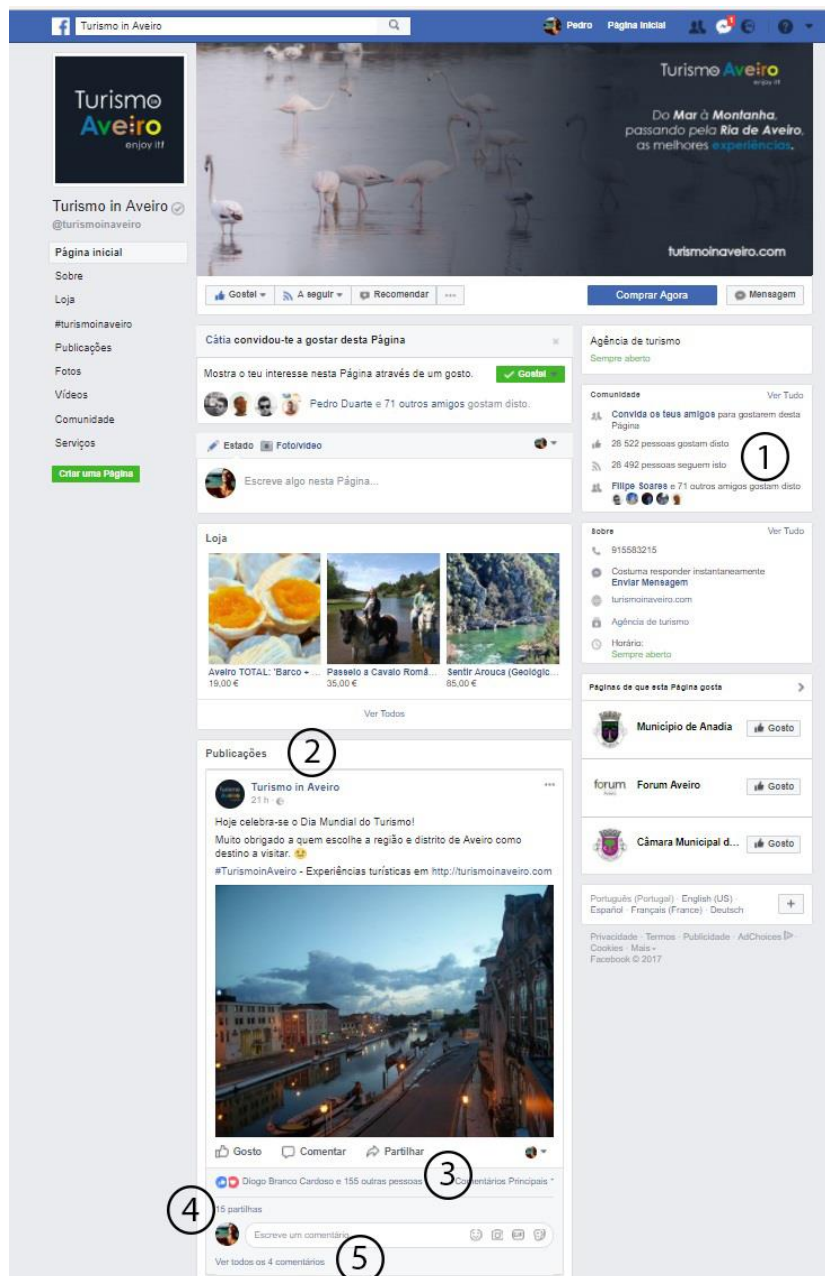 Turismo in Aveiro
Pedro Página Inicial
1
?
Turismo
Aveiro
enjoy it!
Turismo in Aveiro
@turismoinaveiro
Página inicial
Sobre
Loja
#turismoinaveiro
Publicações
Fotos
Vídeos
Comunidade
Serviços
Criar uma Página
Turismo Aveiro
enjoy it!
Do Mar à Montanha,
passando pela Ria de Aveiro,
as melhores experiências.
turismoinaveiro.com
Gostei A seguir Recomendar ...
Comprar Agora Mensagem
Cátia convidou-te a gostar desta Página ×
Mostra o teu interesse nesta Página através de um gosto. Gostei
Pedro Duarte e 71 outros amigos gostam disto.
Estado Foto/vídeo
Escreve algo nesta Página...
Loja
Aveiro TOTAL: 'Barco + ...
19,00 €
Passeio a Cavalo Romã...
35,00 €
Sentir Arouca (Geológic...
85,00 €
Ver Todos
Publicações 2
Turismo in Aveiro ...
21 h
Hoje celebra-se o Dia Mundial do Turismo!
Muito obrigado a quem escolhe a região e distrito de Aveiro como
destino a visitar.
#TurismoinAveiro - Experiências turísticas em http://turismoinaveiro.com
Gosto Comentar Partilhar
Diogo Branco Cardoso e 155 outras pessoas 3 Comentários Principais
4 15 partilhas
Escreve um comentário GIF
Ver todos os 4 comentários 5
Agência de turismo
Sempre aberto
Comunidade Ver Tudo
Convida os teus amigos para gostarem desta
Página
28 522 pessoas gostam disto
1
28 492 pessoas seguem isto
Filipe Soares e 71 outros amigos gostam disto
Sobre Ver Tudo
915583215
Costuma responder instantaneamente
Enviar Mensagem
turismoinaveiro.com
Agência de turismo
Horário:
Sempre aberto
Páginas de que esta Página gosta >
Município de Anadia Gosto
forum Forum Aveiro Gosto
Câmara Municipal d... Gosto
Português (Portugal) · English (US) ·
Español · Français (France) · Deutsch +
Privacidade · Termos · Publicidade · AdChoices ·
Cookies · Mais
Facebook © 2017